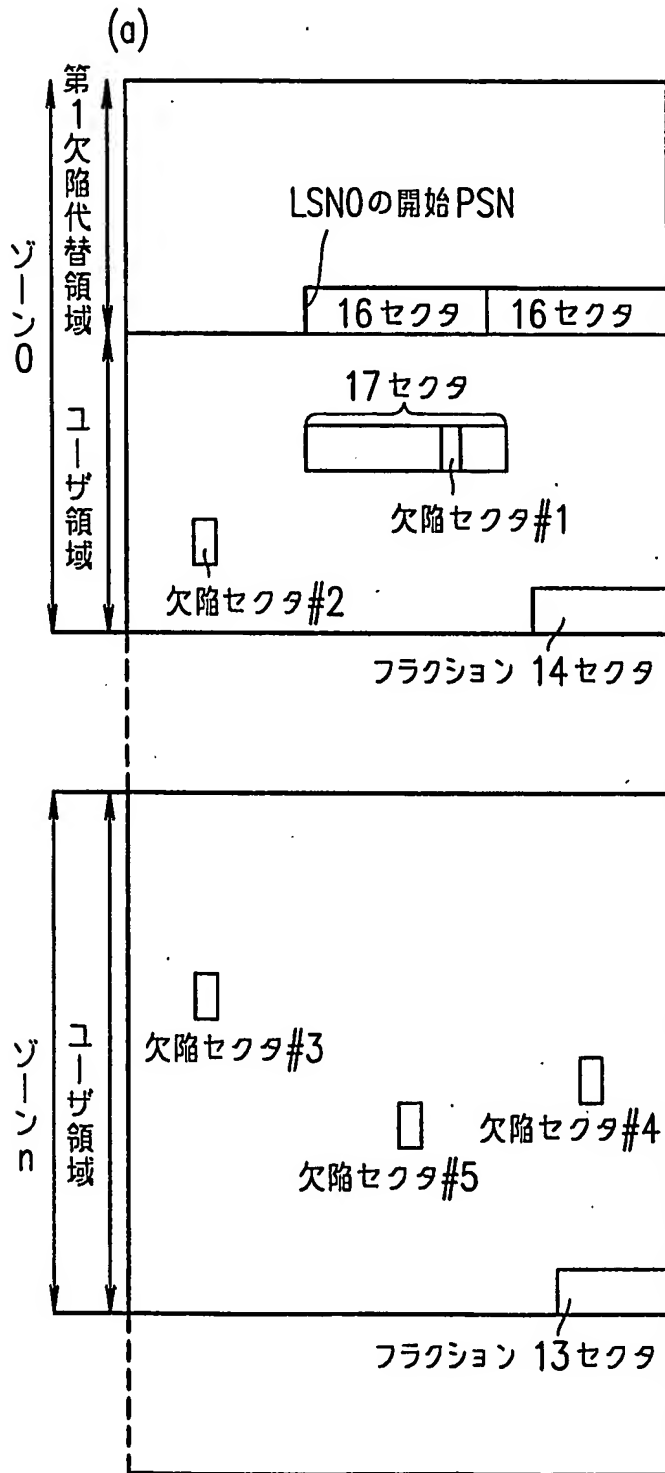 (a)
第1欠陥代替領域
ゾーン0
LSN0の開始PSN
16セクタ
16セクタ
17セクタ
欠陥セクタ#1
ユーザ領域
欠陥セクタ#2
フラクション 14セクタ
欠陥セクタ#3
ゾーンn
ユーザ領域
欠陥セクタ#4
欠陥セクタ#5
フラクション 13セクタ